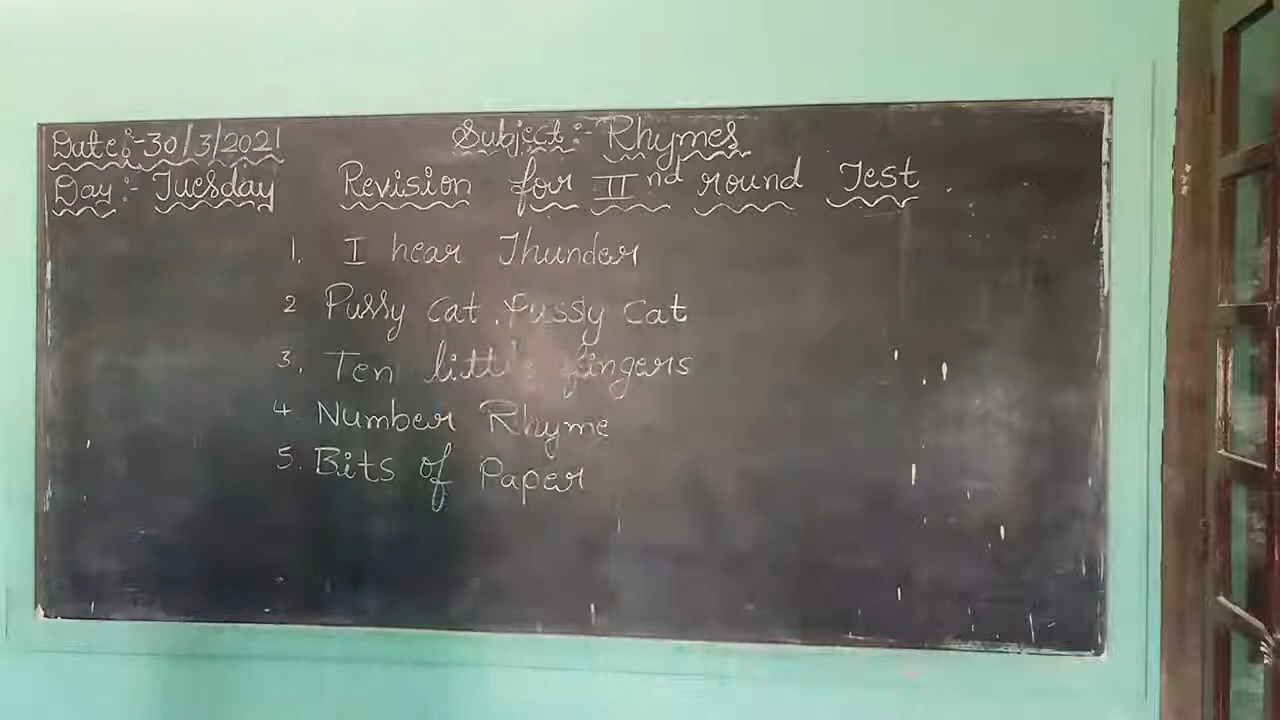 Date:-30/3/2021 Subject:- Rhymes
Day:- Tuesday Revision for IInd round Test.
1. I hear Thunder
2 Pussy cat, Pussy cat
3. Ten little fingers
4 Number Rhyme
5. Bits of Paper